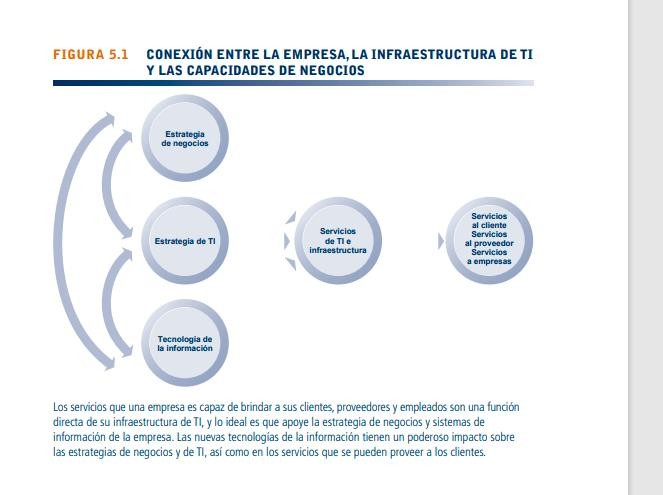 FIGURA 5.1 CONEXIÓN ENTRE LA EMPRESA, LA INFRAESTRUCTURA DE TI
Y LAS CAPACIDADES DE NEGOCIOS
Estrategia
de negocios
Estrategia de TI
Tecnología de
la información
Servicios
de TI e
infraestructura
Servicios
al cliente
Servicios
al proveedor
Servicios
a empresas
Los servicios que una empresa es capaz de brindar a sus clientes, proveedores y empleados son una función
directa de su infraestructura de TI, y lo ideal es que apoye la estrategia de negocios y sistemas de
información de la empresa. Las nuevas tecnologías de la información tienen un poderoso impacto sobre
las estrategias de negocios y de TI, así como en los servicios que se pueden proveer a los clientes.